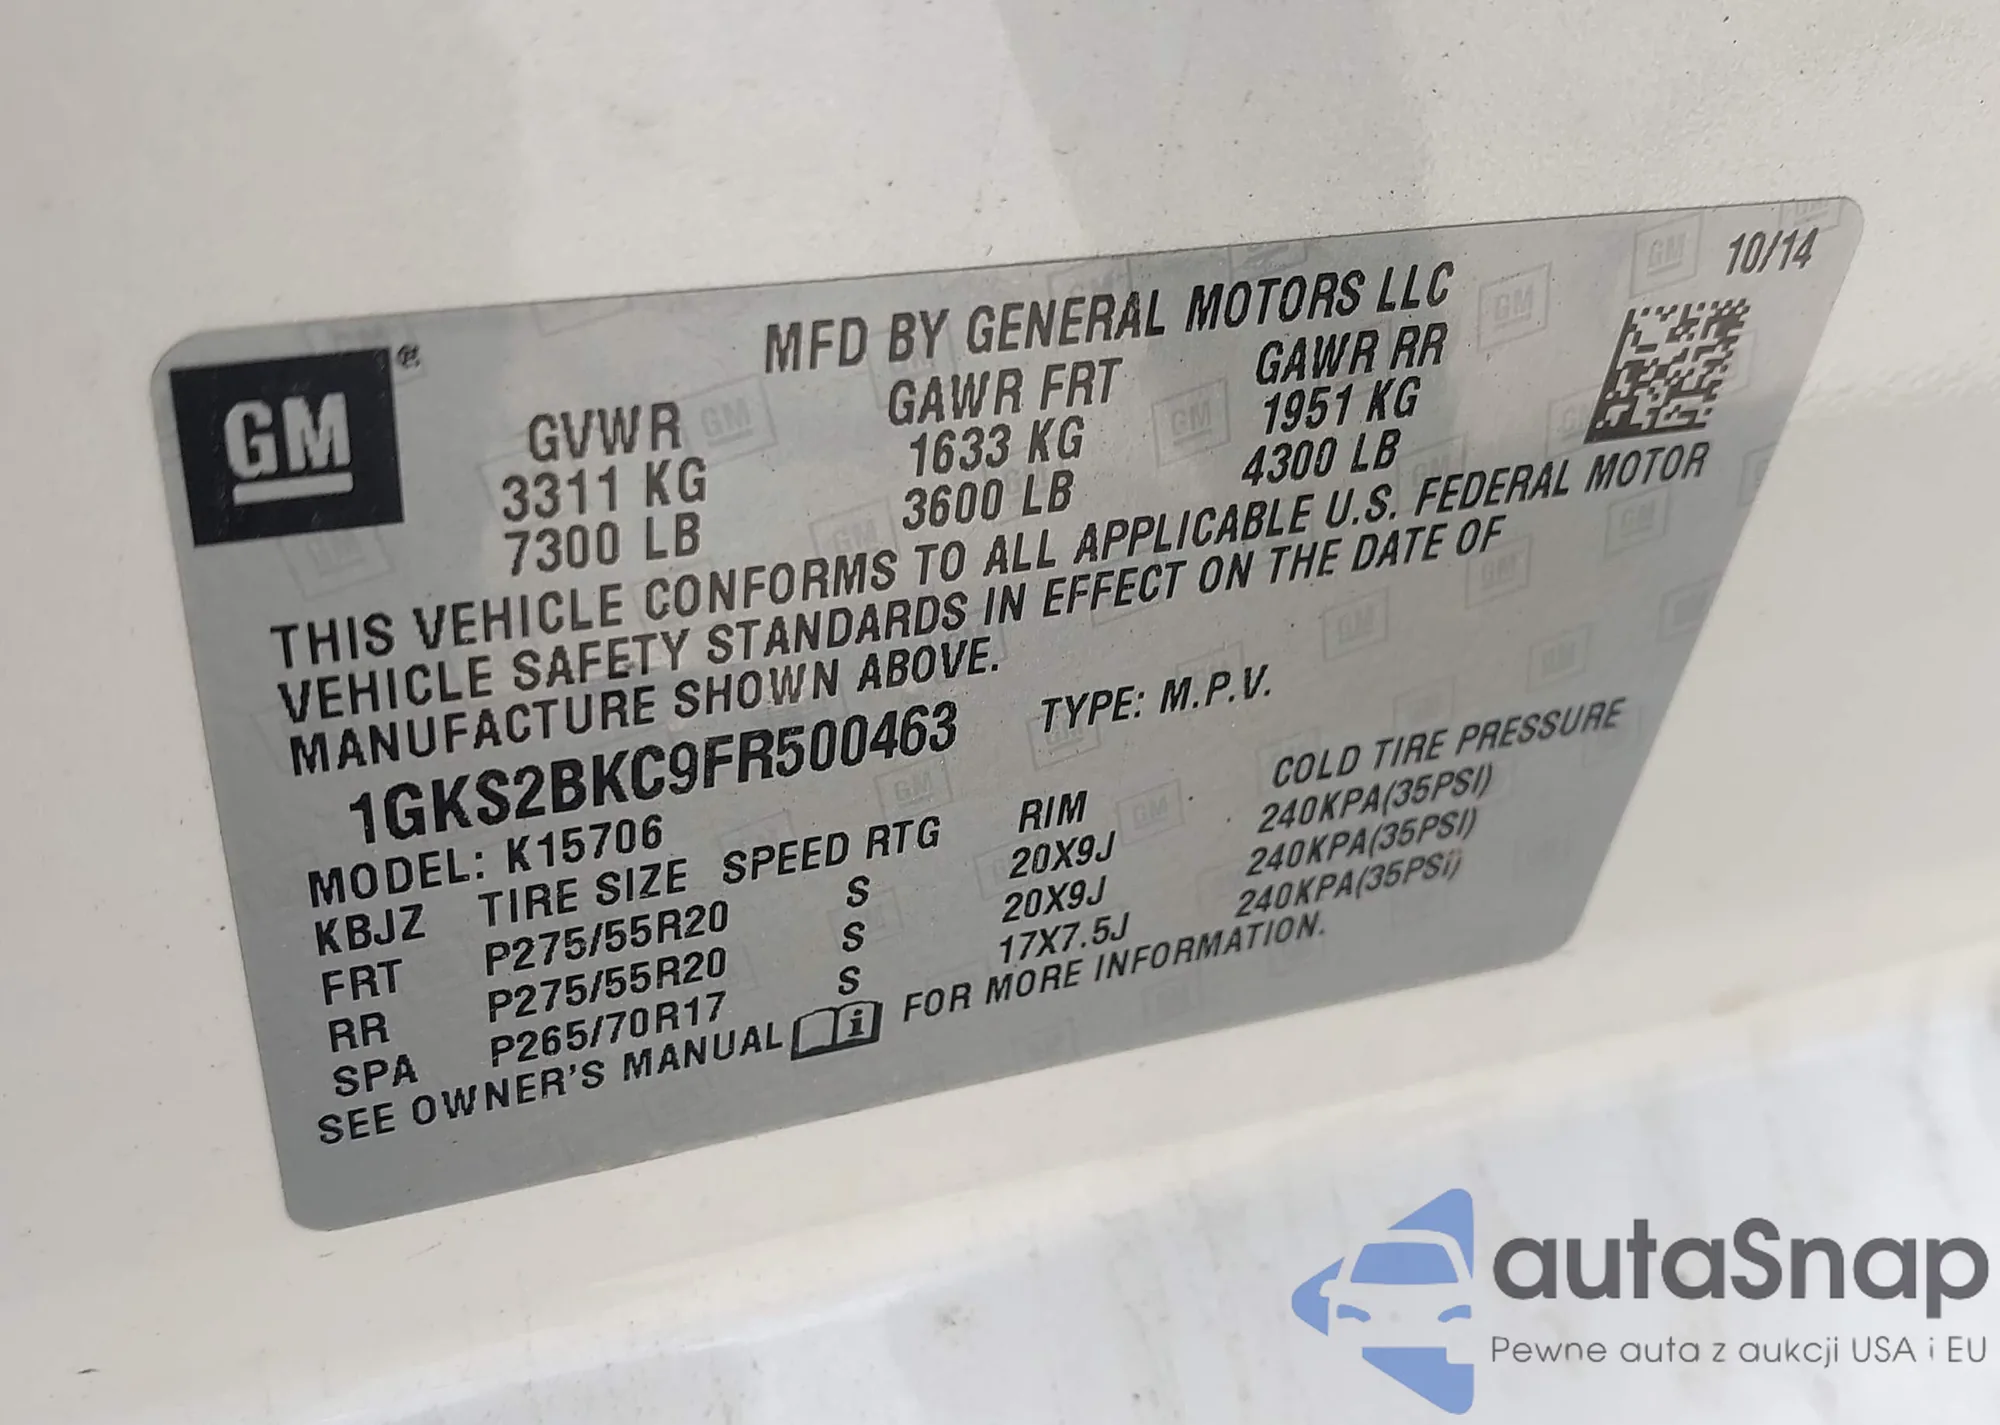 10/14
MFD BY GENERAL MOTORS LLC
GM®
GVWR GAWR FRT GAWR RR
3311 KG 1633 KG 1951 KG
7300 LB 3600 LB 4300 LB
THIS VEHICLE CONFORMS TO ALL APPLICABLE U.S. FEDERAL MOTOR
VEHICLE SAFETY STANDARDS IN EFFECT ON THE DATE OF
MANUFACTURE SHOWN ABOVE.
1GKS2BKC9FR500463 TYPE: M.P.V.
MODEL: K15706
KBJZ TIRE SIZE SPEED RTG RIM COLD TIRE PRESSURE
FRT P275/55R20 S 20X9J 240KPA(35PSI)
RR P275/55R20 S 20X9J 240KPA(35PSI)
SPA P265/70R17 S 17X7.5J 240KPA(35PSI)
SEE OWNER'S MANUAL FOR MORE INFORMATION.
autaSnap
Pewne auta z aukcji USA i EU